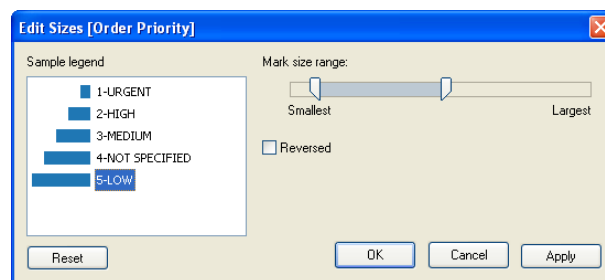 Edit Sizes [Order Priority]
Sample legend
1-URGENT
2-HIGH
3-MEDIUM
4-NOT SPECIFIED
5-LOW
Mark size range:
Smallest Largest
Reversed
Reset OK Cancel Apply